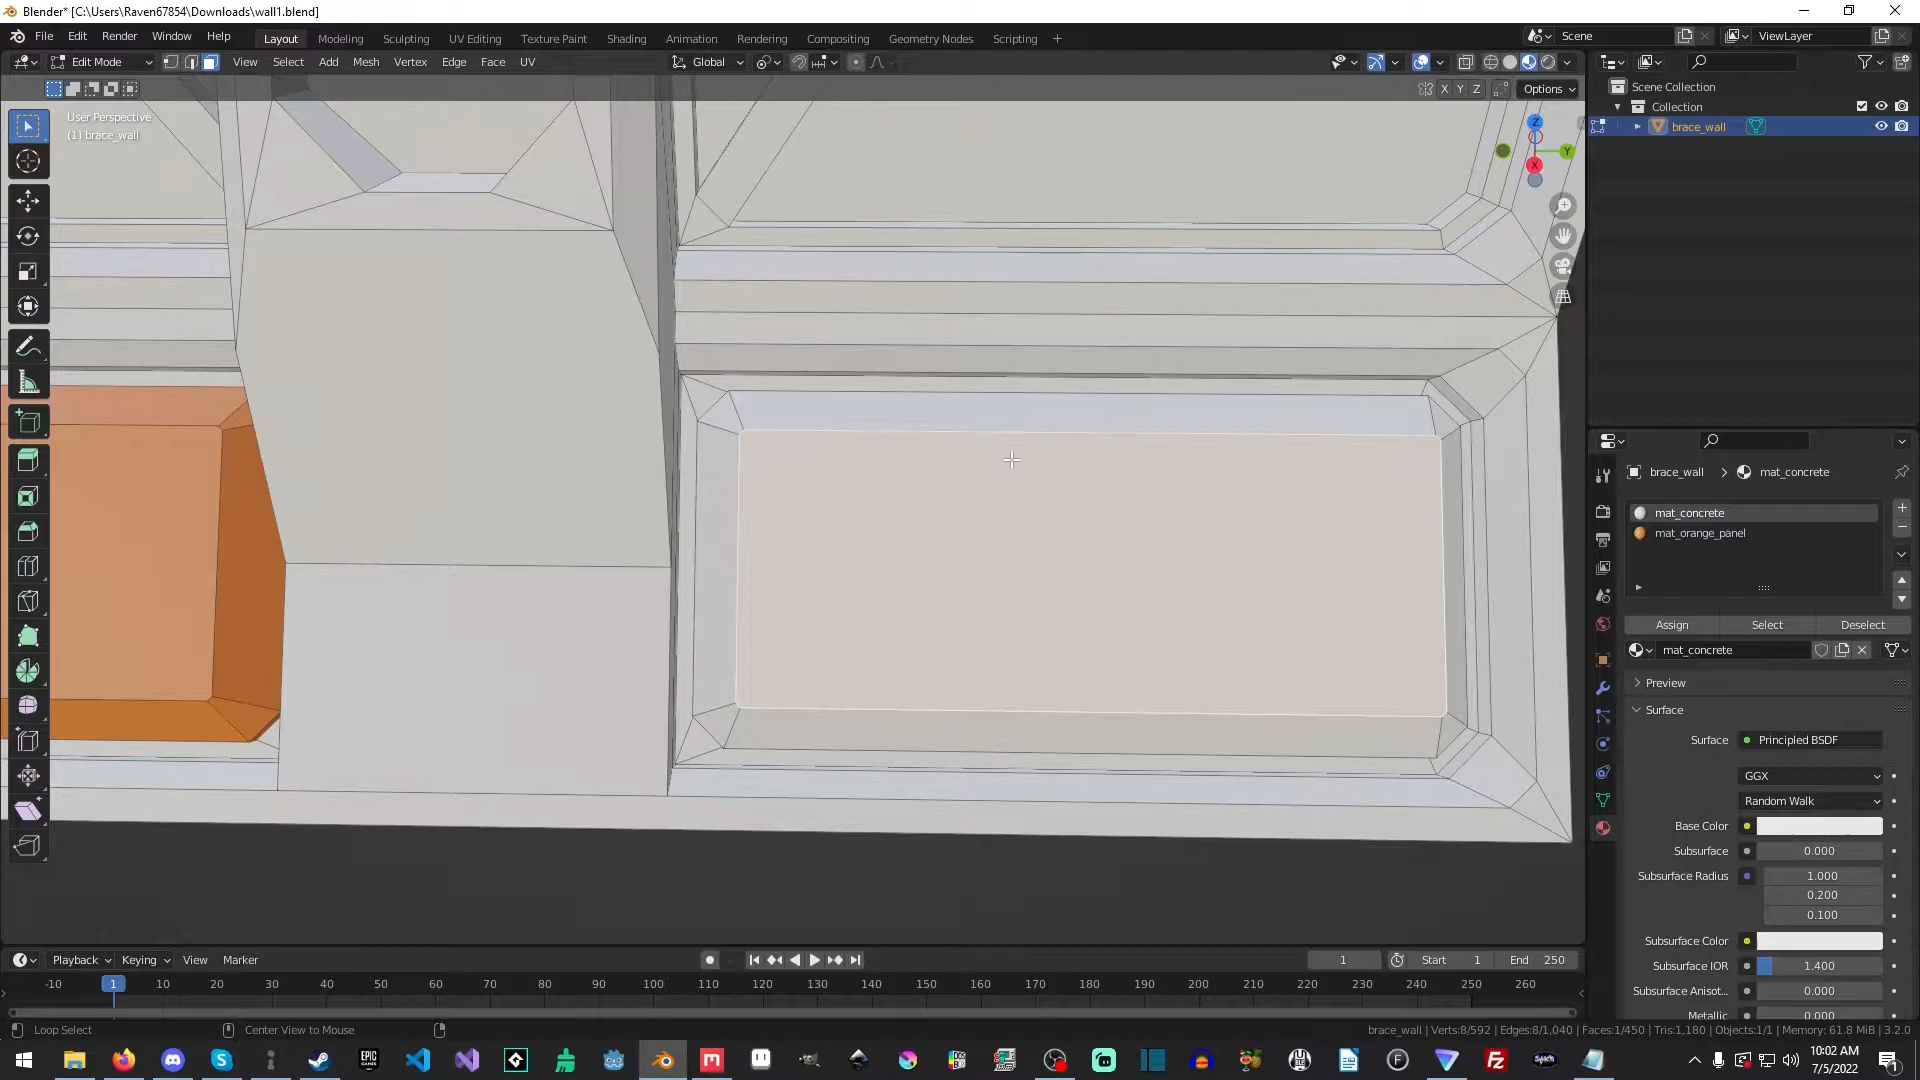 Blender* [C:\Users\Raven67854\Downloads\wall1.blend]
File Edit Render Window Help
Layout Modeling Sculpting UV Editing Texture Paint Shading Animation Rendering Compositing Geometry Nodes Scripting +
Scene
ViewLayer
Edit Mode View Select Add Mesh Vertex Edge Face UV
Global
X Y Z Options
User Perspective
(1) brace_wall
Z
Y
X
Scene Collection
Collection
brace_wall
brace_wall > mat_concrete
mat_concrete
mat_orange_panel
Assign Select Deselect
mat_concrete
Preview
Surface
Surface Principled BSDF
GGX
Random Walk
Base Color
Subsurface 0.000
Subsurface Radius 1.000
0.200
0.100
Subsurface Color
Subsurface IOR 1.400
Subsurface Anisot... 0.000
Metallic 0.000
Playback Keying View Marker
1 Start 1 End 250
-10 1 10 20 30 40 50 60 70 80 90 100 110 120 130 140 150 160 170 180 190 200 210 220 230 240 250 260
Loop Select Center View to Mouse
brace_wall | Verts:8/592 | Edges:8/1,040 | Faces:1/450 | Tris:1,180 | Objects:1/1 | Memory: 61.8 MiB | 3.2.0
EPIC GAMES
10:02 AM
7/5/2022